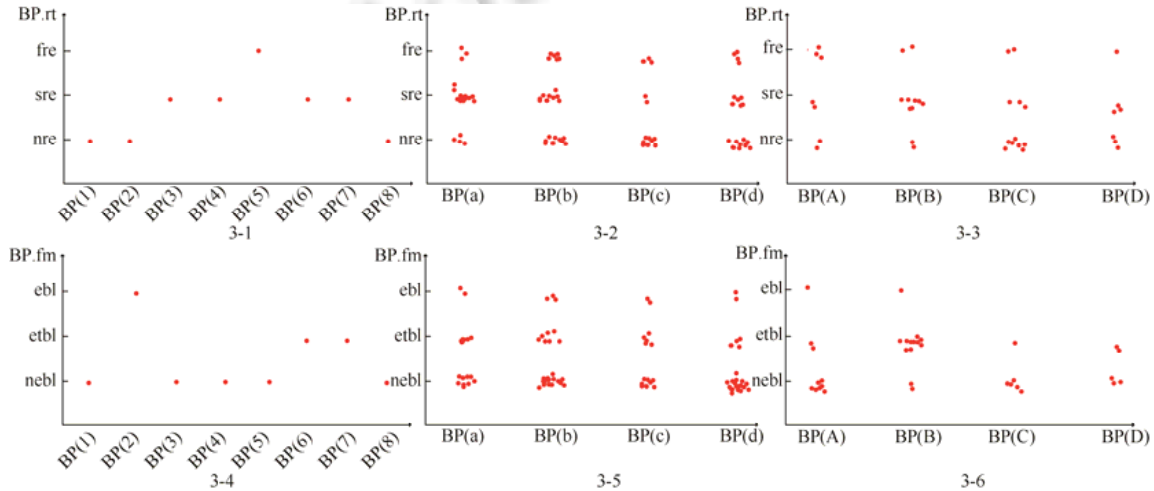 BP.rt
fre
sre
nre
BP(1) BP(2) BP(3) BP(4) BP(5) BP(6) BP(7) BP(8)
3-1
BP.rt
fre
sre
nre
BP(a) BP(b) BP(c) BP(d)
3-2
BP.rt
fre
sre
nre
BP(A) BP(B) BP(C) BP(D)
3-3
BP.fm
ebl
etbl
nebl
BP(1) BP(2) BP(3) BP(4) BP(5) BP(6) BP(7) BP(8)
3-4
BP.fm
ebl
etbl
nebl
BP(a) BP(b) BP(c) BP(d)
3-5
BP.fm
ebl
etbl
nebl
BP(A) BP(B) BP(C) BP(D)
3-6